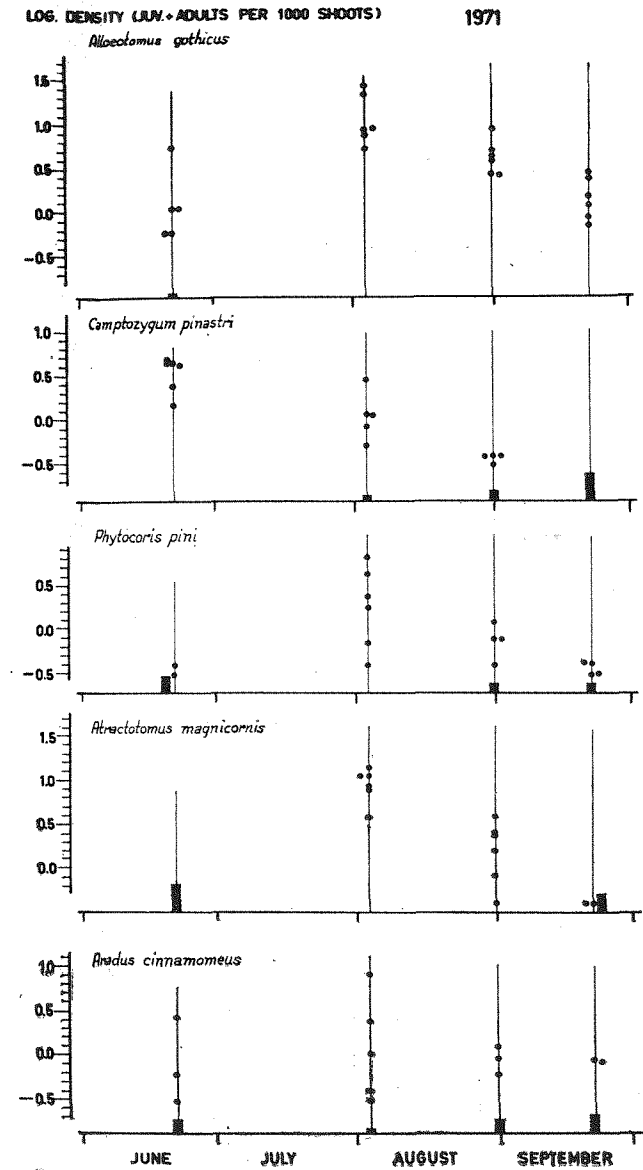 LOG. DENSITY (JUV.+ADULTS PER 1000 SHOOTS) 1971
Alloeotomus gothicus
1.5
1.0
0.5
0.0
-0.5
Camptozygum pinastri
1.0
0.5
0.0
-0.5
Phytocoris pini
0.5
0.0
-0.5
Atractotomus magnicornis
1.5
1.0
0.5
0.0
Aradus cinnamomeus
1.0
0.5
0.0
-0.5
JUNE JULY AUGUST SEPTEMBER